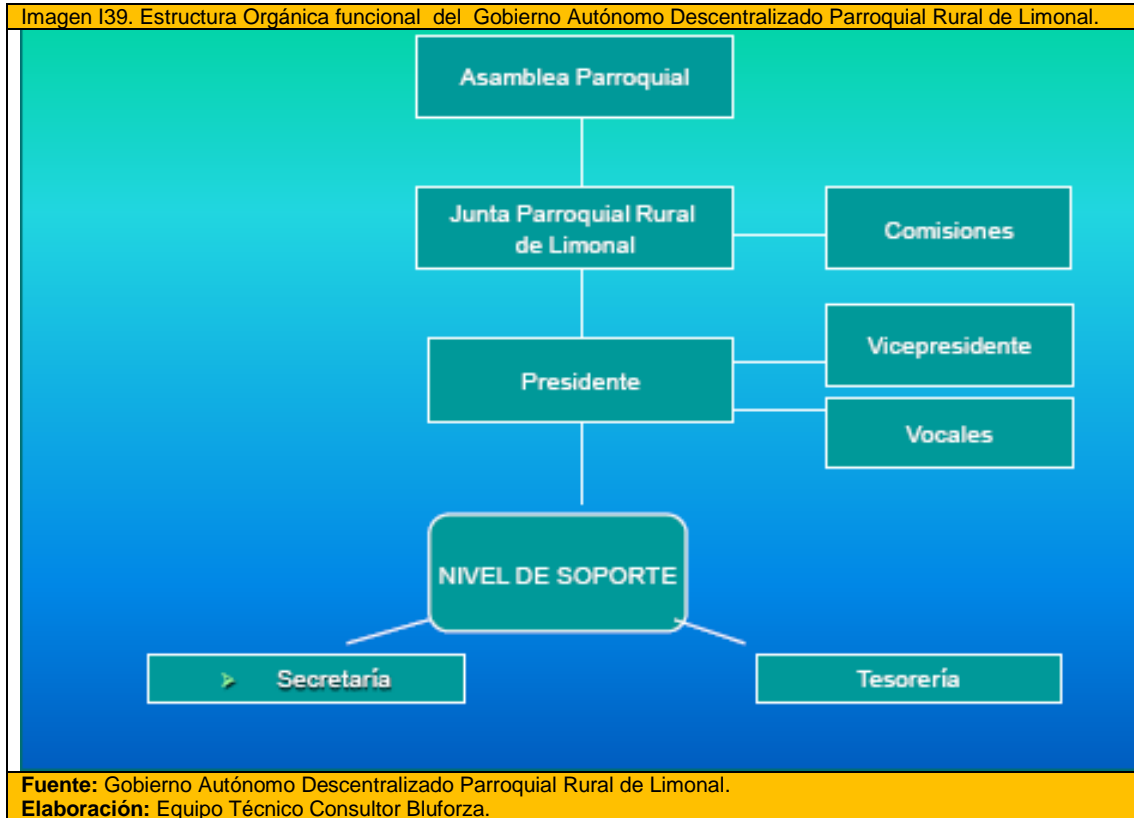 Imagen I39. Estructura Orgánica funcional  del  Gobierno Autónomo Descentralizado Parroquial Rural de Limonal.
Asamblea Parroquial
Junta Parroquial Rural
de Limonal
Comisiones
Vicepresidente
Presidente
Vocales
NIVEL DE SOPORTE
➢ Secretaría
Tesorería
Fuente: Gobierno Autónomo Descentralizado Parroquial Rural de Limonal.
Elaboración: Equipo Técnico Consultor Bluforza.